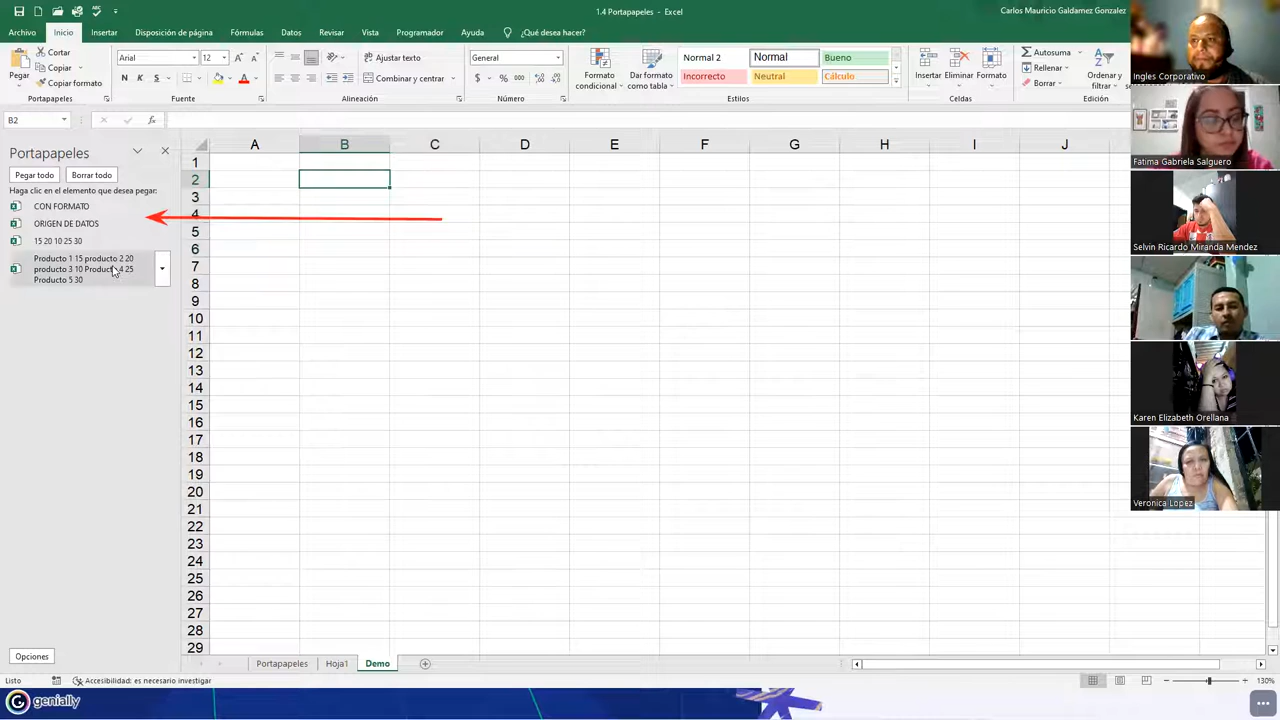 1.4 Portapapeles - Excel
Carlos Mauricio Galdamez Gonzalez
Archivo Inicio Insertar Disposición de página Fórmulas Datos Revisar Vista Programador Ayuda ¿Qué desea hacer?
Pegar
Cortar
Copiar
Copiar formato
Portapapeles
Arial 12
N K S
Fuente
Ajustar texto
Combinar y centrar
Alineación
General
$ % 000
Número
Formato condicional
Dar formato como tabla
Normal 2 Normal Bueno
Incorrecto Neutral Cálculo
Estilos
Insertar Eliminar Formato
Celdas
Autosuma
Rellenar
Borrar
Ordenar y filtrar
Edición
B2
fx
Portapapeles
Pegar todo Borrar todo
Haga clic en el elemento que desea pegar:
CON FORMATO
ORIGEN DE DATOS
15 20 10 25 30
Producto 1 15 producto 2 20
producto 3 10 Producto 4 25
Producto 5 30
Opciones
A B C D E F G H I J
1
2
3
4
5
6
7
8
9
10
11
12
13
14
15
16
17
18
19
20
21
22
23
24
25
26
27
28
29
Portapapeles Hoja1 Demo
Listo
Accesibilidad: es necesario investigar
130%
genially
Ingles Corporativo
Fatima Gabriela Salguero
Selvin Ricardo Miranda Mendez
Karen Elizabeth Orellana
Veronica Lopez